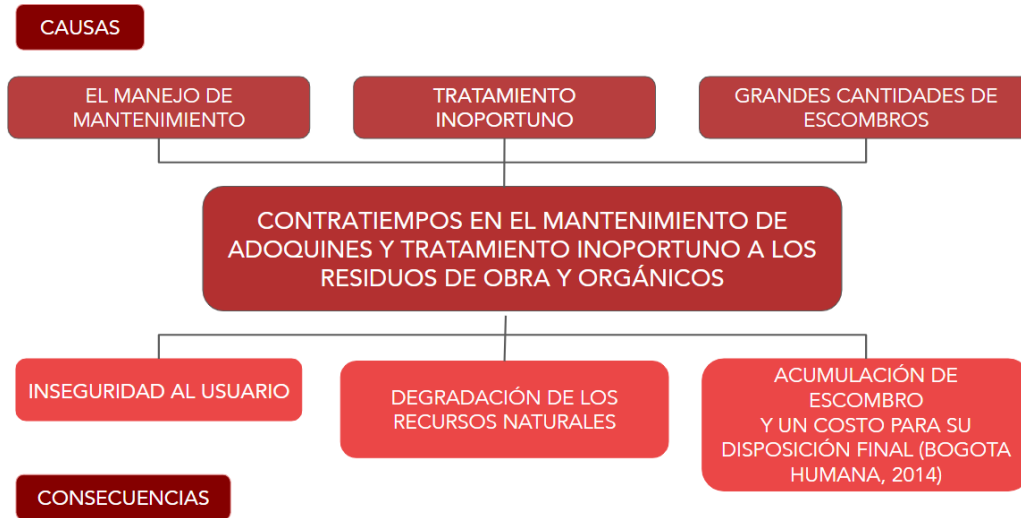 CAUSAS
EL MANEJO DE
MANTENIMIENTO
TRATAMIENTO
INOPORTUNO
GRANDES CANTIDADES DE
ESCOMBROS
CONTRATIEMPOS EN EL MANTENIMIENTO DE
ADOQUINES Y TRATAMIENTO INOPORTUNO A LOS
RESIDUOS DE OBRA Y ORGÁNICOS
INSEGURIDAD AL USUARIO
DEGRADACIÓN DE LOS
RECURSOS NATURALES
ACUMULACIÓN DE
ESCOMBRO
Y UN COSTO PARA SU
DISPOSICIÓN FINAL (BOGOTA
HUMANA, 2014)
CONSECUENCIAS